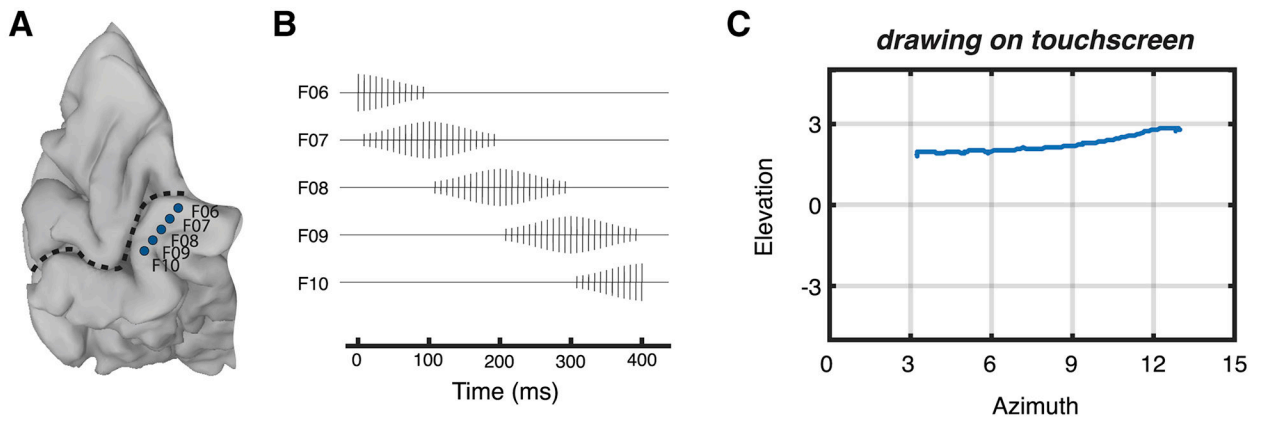 A
F06
F07
F08
F09
F10
B
F06
F07
F08
F09
F10
0 100 200 300 400
Time (ms)
C
drawing on touchscreen
Elevation
3
0
-3
0 3 6 9 12 15
Azimuth